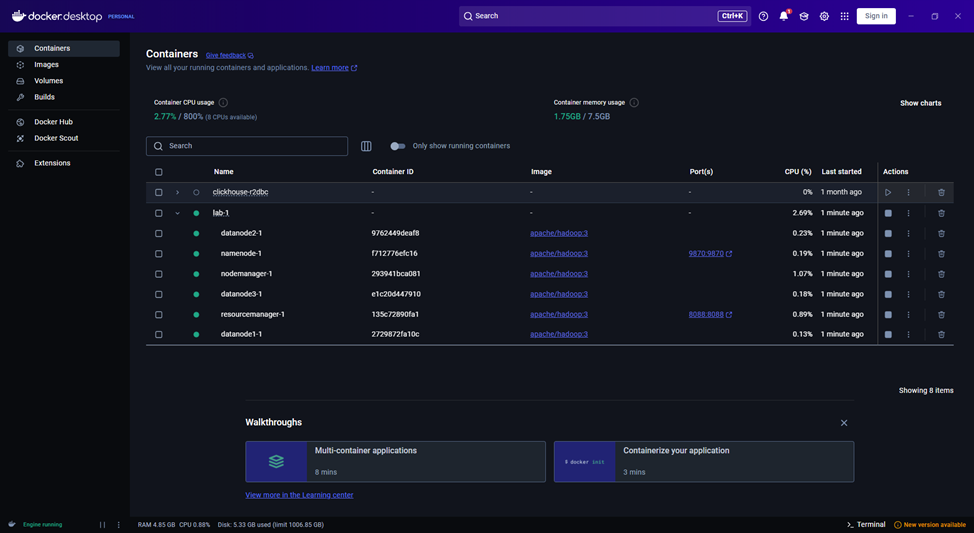 docker.desktop PERSONAL
Search Ctrl+K
1
Sign in
Containers
Images
Volumes
Builds
Docker Hub
Docker Scout
Extensions
Containers Give feedback
View all your running containers and applications. Learn more
Container CPU usage
2.77% / 800% (8 CPUs available)
Container memory usage
1.75GB / 7.5GB
Show charts
Search
Only show running containers
Name Container ID Image Port(s) CPU (%) Last started Actions
clickhouse-r2dbc - - - 0% 1 month ago
lab-1 - - - 2.69% 1 minute ago
datanode2-1 9762449deaf8 apache/hadoop:3 0.23% 1 minute ago
namenode-1 f712776efc16 apache/hadoop:3 9870:9870 0.19% 1 minute ago
nodemanager-1 293941bca081 apache/hadoop:3 1.07% 1 minute ago
datanode3-1 e1c20d447910 apache/hadoop:3 0.18% 1 minute ago
resourcemanager-1 135c72890fa1 apache/hadoop:3 8088:8088 0.89% 1 minute ago
datanode1-1 2729872fa10c apache/hadoop:3 0.13% 1 minute ago
Showing 8 items
Walkthroughs
Multi-container applications
8 mins
$ docker init
Containerize your application
3 mins
View more in the Learning center
Engine running
RAM 4.85 GB CPU 0.88% Disk: 5.33 GB used (limit 1006.85 GB)
>_ Terminal
New version available